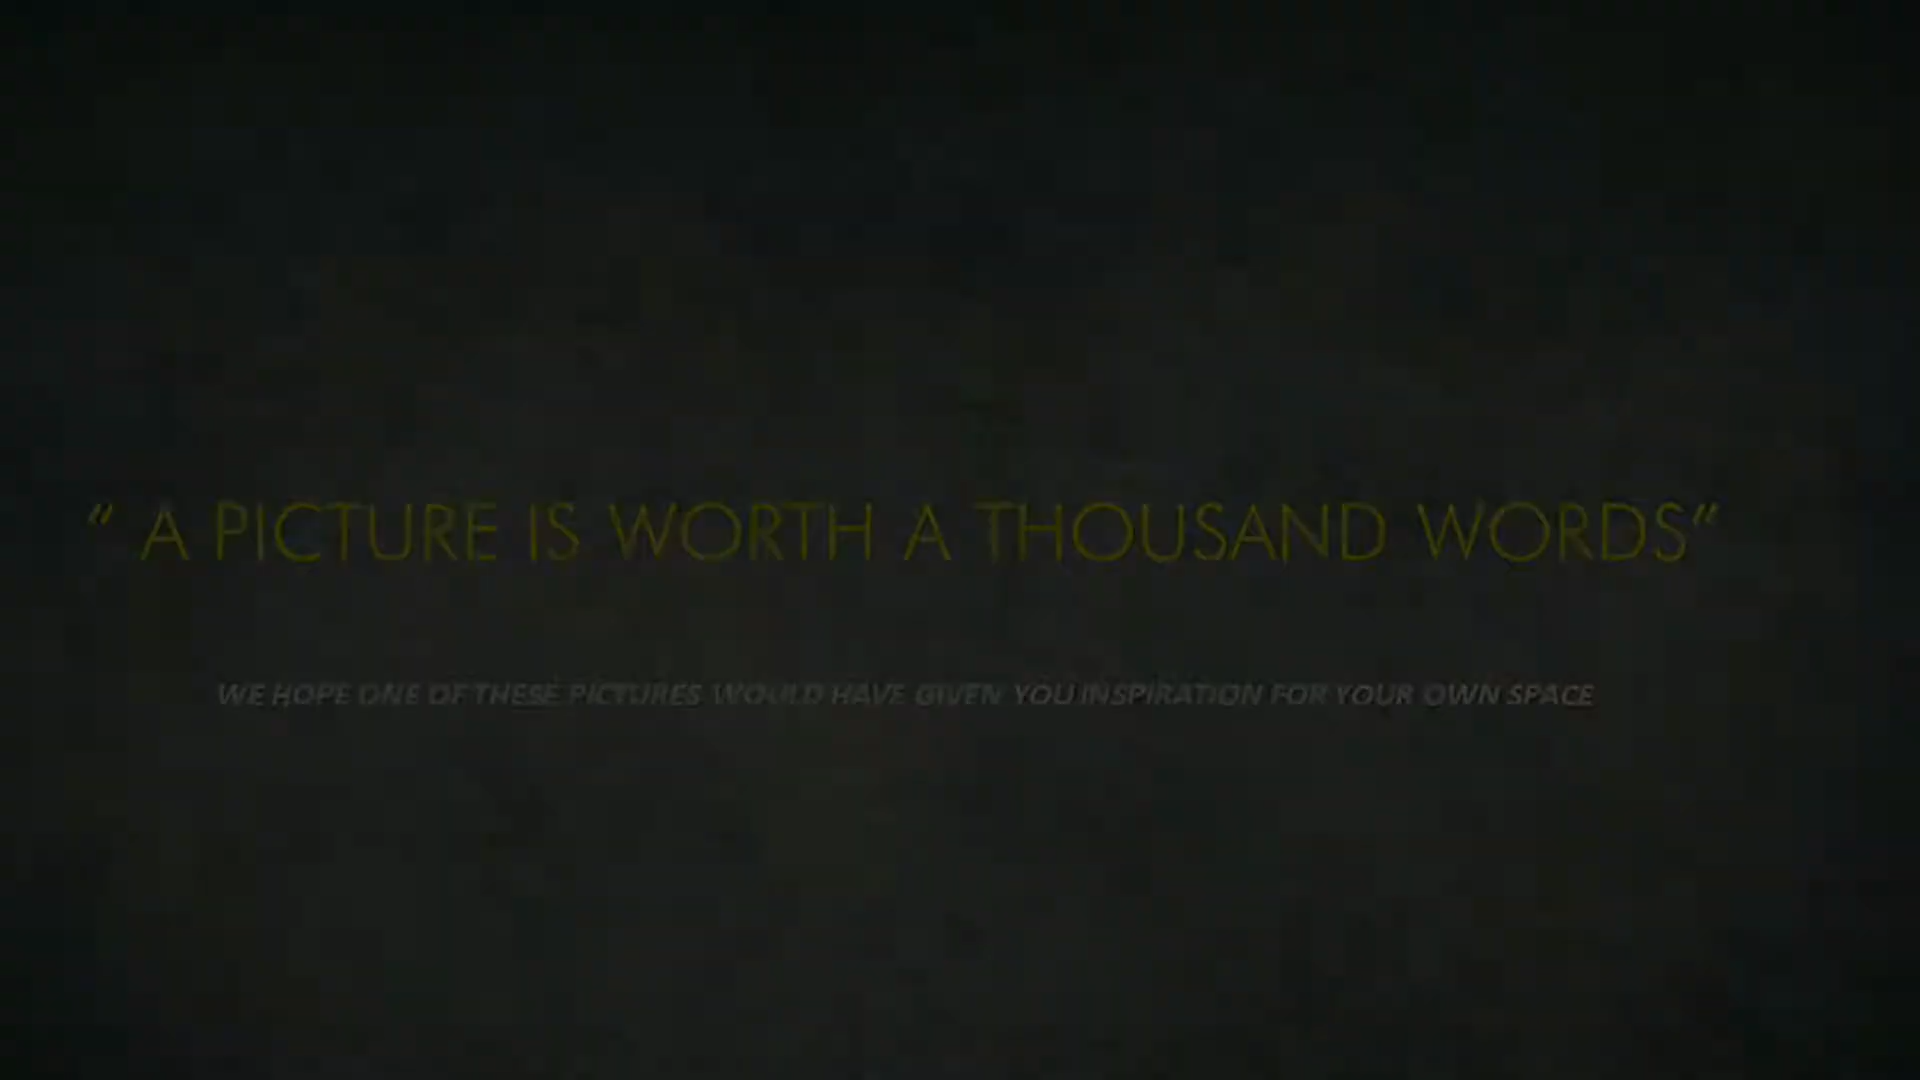 “ A PICTURE IS WORTH A THOUSAND WORDS“
WE HOPE ONE OF THESE PICTURES WOULD HAVE GIVEN YOU INSPIRATION FOR YOUR OWN SPACE